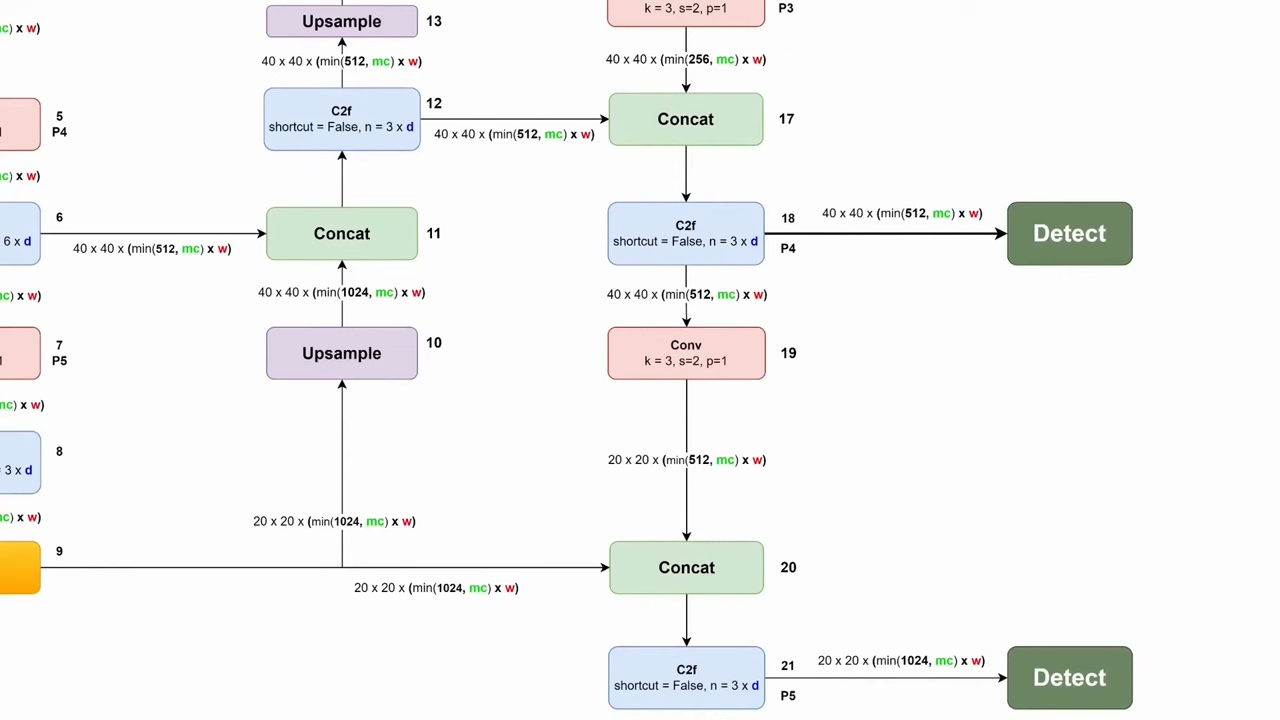 c) x w)
Upsample
13
k = 3, s=2, p=1
P3
40 x 40 x (min(512, mc) x w)
40 x 40 x (min(256, mc) x w)
5
P4
1
C2f
shortcut = False, n = 3 x d
12
40 x 40 x (min(512, mc) x w)
Concat
17
c) x w)
6
6 x d
40 x 40 x (min(512, mc) x w)
Concat
11
C2f
shortcut = False, n = 3 x d
18
P4
40 x 40 x (min(512, mc) x w)
Detect
c) x w)
40 x 40 x (min(1024, mc) x w)
40 x 40 x (min(512, mc) x w)
7
P5
1
Upsample
10
Conv
k = 3, s=2, p=1
19
mc) x w)
8
3 x d
20 x 20 x (min(512, mc) x w)
c) x w)
20 x 20 x (min(1024, mc) x w)
9
20 x 20 x (min(1024, mc) x w)
Concat
20
C2f
shortcut = False, n = 3 x d
21
P5
20 x 20 x (min(1024, mc) x w)
Detect